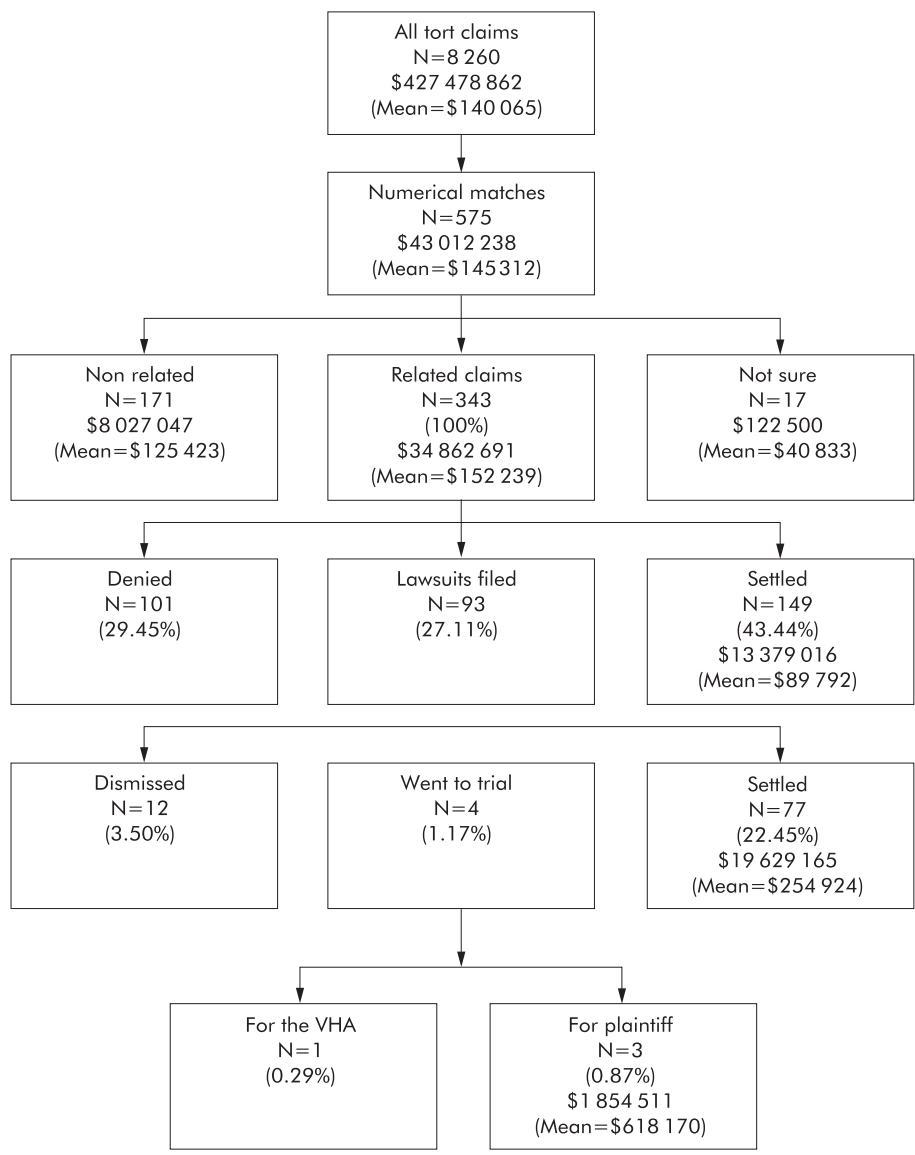 All tort claims
N=8 260
$427 478 862
(Mean=$140 065)
Numerical matches
N=575
$43 012 238
(Mean=$145 312)
Non related
N=171
$8 027 047
(Mean=$125 423)
Related claims
N=343
(100%)
$34 862 691
(Mean=$152 239)
Not sure
N=17
$122 500
(Mean=$40 833)
Denied
N=101
(29.45%)
Lawsuits filed
N=93
(27.11%)
Settled
N=149
(43.44%)
$13 379 016
(Mean=$89 792)
Dismissed
N=12
(3.50%)
Went to trial
N=4
(1.17%)
Settled
N=77
(22.45%)
$19 629 165
(Mean=$254 924)
For the VHA
N=1
(0.29%)
For plaintiff
N=3
(0.87%)
$1 854 511
(Mean=$618 170)